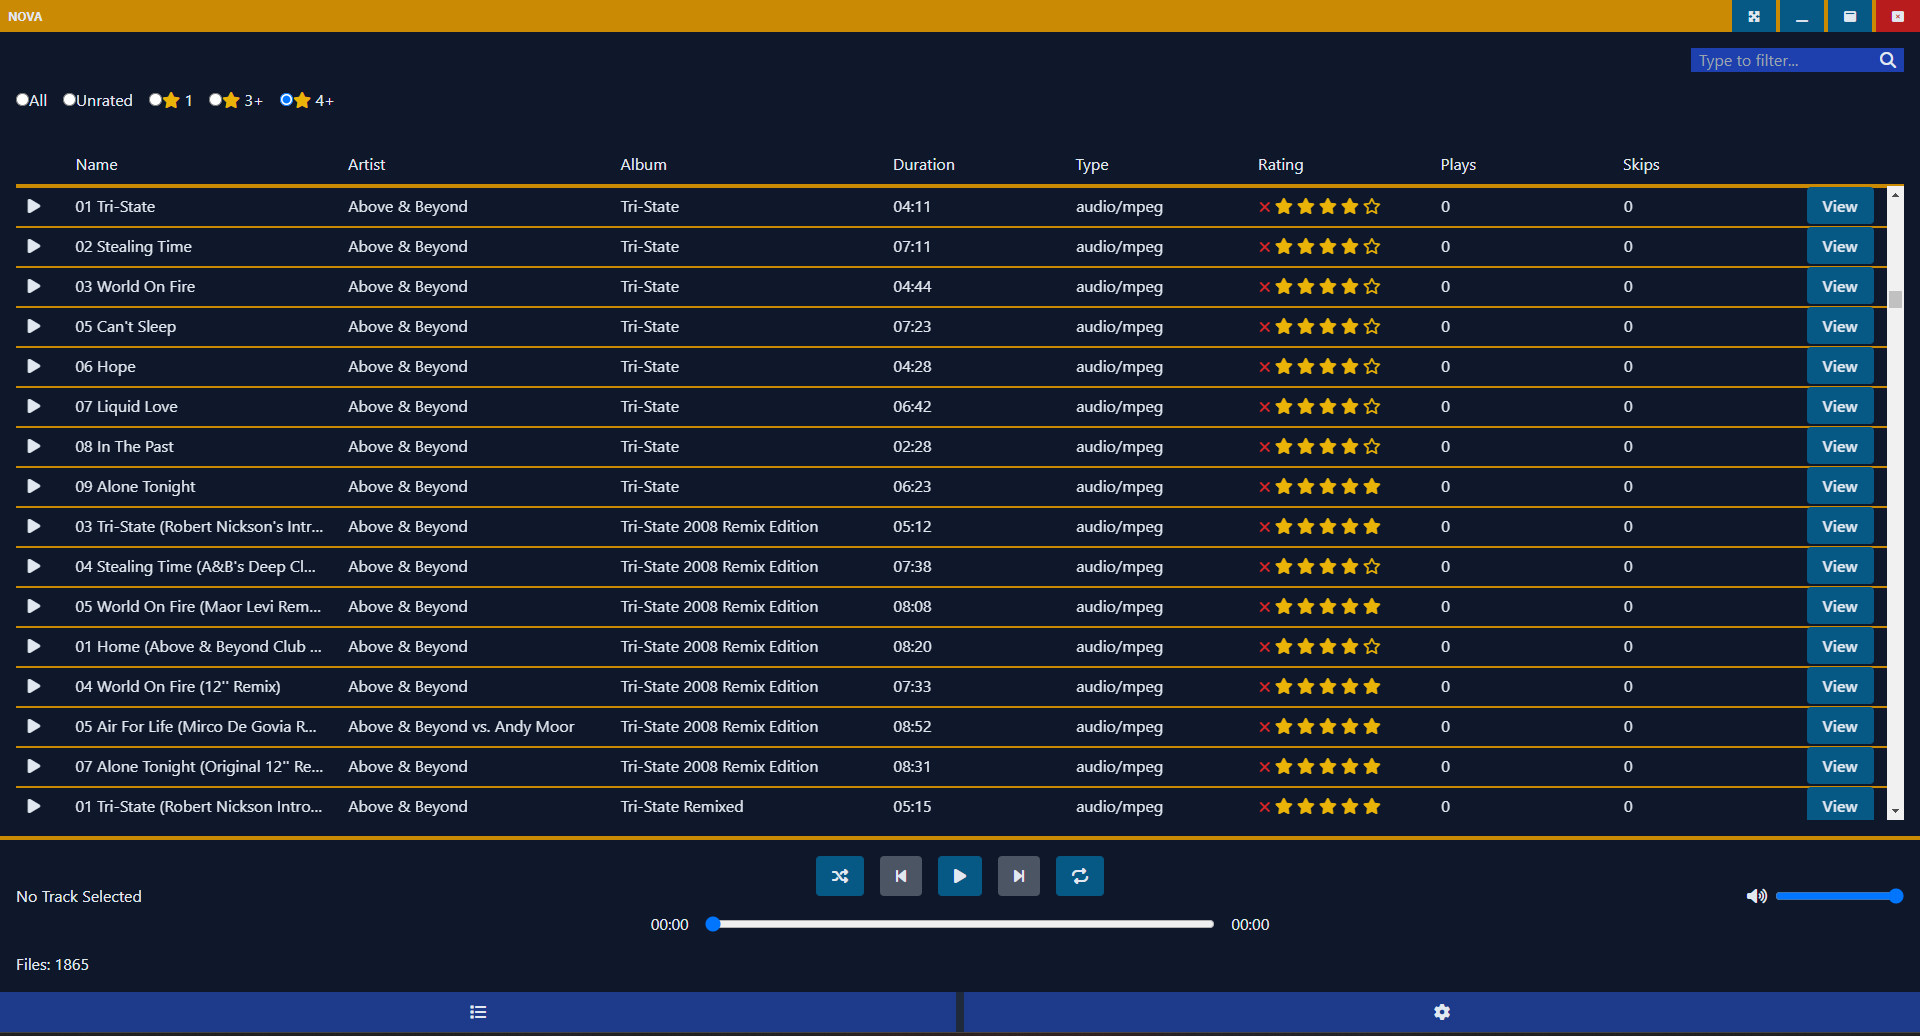 NOVA
Type to filter...
All Unrated 1 3+ 4+
Name Artist Album Duration Type Rating Plays Skips
01 Tri-State Above & Beyond Tri-State 04:11 audio/mpeg 0 0 View
02 Stealing Time Above & Beyond Tri-State 07:11 audio/mpeg 0 0 View
03 World On Fire Above & Beyond Tri-State 04:44 audio/mpeg 0 0 View
05 Can't Sleep Above & Beyond Tri-State 07:23 audio/mpeg 0 0 View
06 Hope Above & Beyond Tri-State 04:28 audio/mpeg 0 0 View
07 Liquid Love Above & Beyond Tri-State 06:42 audio/mpeg 0 0 View
08 In The Past Above & Beyond Tri-State 02:28 audio/mpeg 0 0 View
09 Alone Tonight Above & Beyond Tri-State 06:23 audio/mpeg 0 0 View
03 Tri-State (Robert Nickson's Intr... Above & Beyond Tri-State 2008 Remix Edition 05:12 audio/mpeg 0 0 View
04 Stealing Time (A&B's Deep Cl... Above & Beyond Tri-State 2008 Remix Edition 07:38 audio/mpeg 0 0 View
05 World On Fire (Maor Levi Rem... Above & Beyond Tri-State 2008 Remix Edition 08:08 audio/mpeg 0 0 View
01 Home (Above & Beyond Club ... Above & Beyond Tri-State 2008 Remix Edition 08:20 audio/mpeg 0 0 View
04 World On Fire (12'' Remix) Above & Beyond Tri-State 2008 Remix Edition 07:33 audio/mpeg 0 0 View
05 Air For Life (Mirco De Govia R... Above & Beyond vs. Andy Moor Tri-State 2008 Remix Edition 08:52 audio/mpeg 0 0 View
07 Alone Tonight (Original 12'' Re... Above & Beyond Tri-State 2008 Remix Edition 08:31 audio/mpeg 0 0 View
01 Tri-State (Robert Nickson Intro... Above & Beyond Tri-State Remixed 05:15 audio/mpeg 0 0 View
No Track Selected
00:00 00:00
Files: 1865